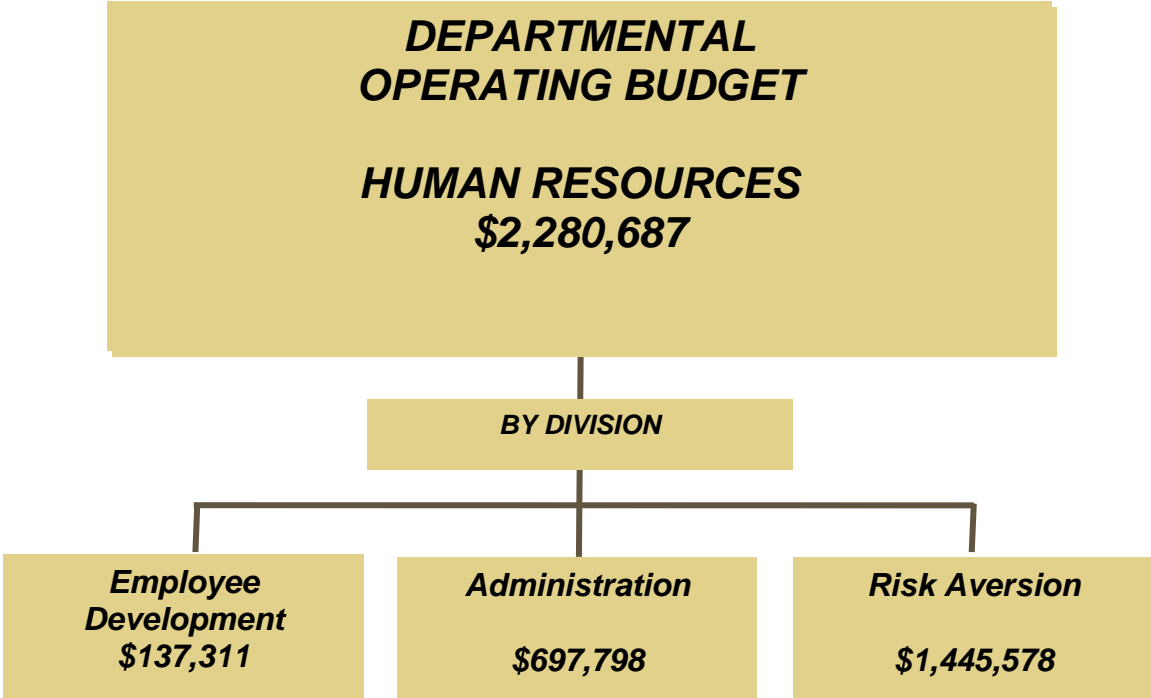 DEPARTMENTAL
OPERATING BUDGET
HUMAN RESOURCES
$2,280,687
BY DIVISION
Employee
Development
$137,311
Administration
$697,798
Risk Aversion
$1,445,578